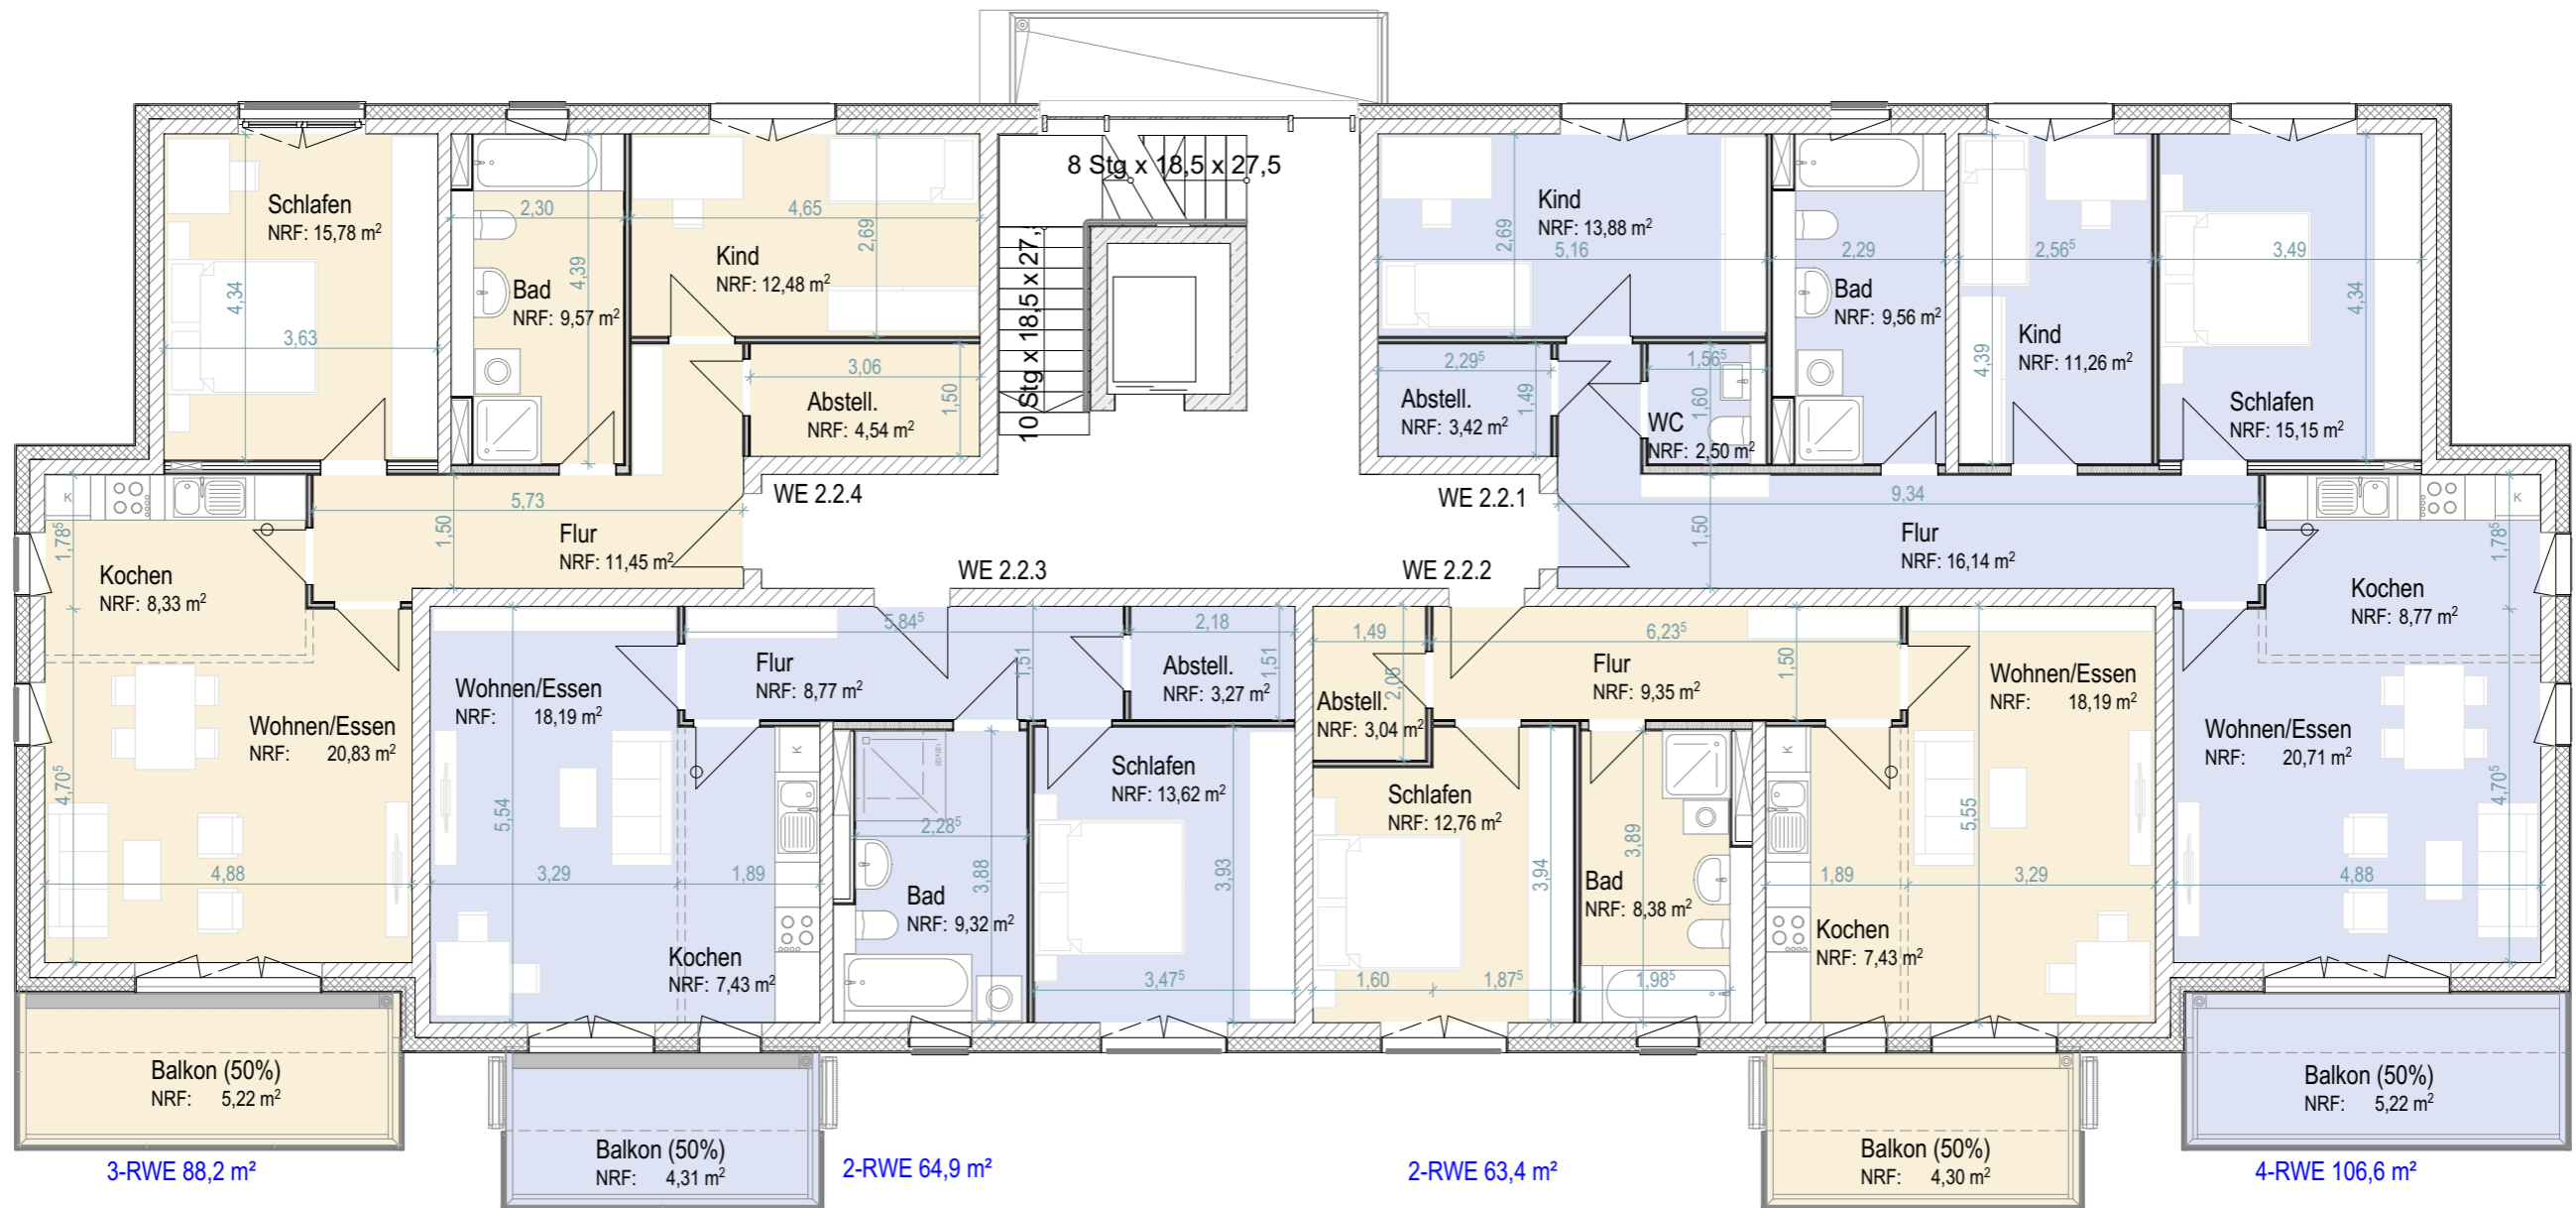 8 Stg x 18,5 x 27,5
10 Stg x 18,5 x 27,
Schlafen
NRF: 15,78 m²
4,34
3,63
2,30
4,39
Bad
NRF: 9,57 m²
4,65
2,69
Kind
NRF: 12,48 m²
3,06
1,50
Abstell.
NRF: 4,54 m²
WE 2.2.4
5,73
1,50
Flur
NRF: 11,45 m²
K
1,78⁵
Kochen
NRF: 8,33 m²
Wohnen/Essen
NRF: 20,83 m²
4,70⁵
4,88
Balkon (50%)
NRF: 5,22 m²
3-RWE 88,2 m²
WE 2.2.3
5,84⁵
1,51
Flur
NRF: 8,77 m²
2,18
1,51
Abstell.
NRF: 3,27 m²
Wohnen/Essen
NRF: 18,19 m²
5,54
3,29
1,89
K
Kochen
NRF: 7,43 m²
2,28⁵
3,88
Bad
NRF: 9,32 m²
Schlafen
NRF: 13,62 m²
3,93
3,47⁵
Balkon (50%)
NRF: 4,31 m²
2-RWE 64,9 m²
WE 2.2.2
1,49
2,05
Abstell.
NRF: 3,04 m²
6,23⁵
1,50
Flur
NRF: 9,35 m²
Schlafen
NRF: 12,76 m²
3,94
1,60
1,87⁵
3,89
Bad
NRF: 8,38 m²
1,98⁵
K
Wohnen/Essen
NRF: 18,19 m²
5,55
1,89
3,29
Kochen
NRF: 7,43 m²
Balkon (50%)
NRF: 4,30 m²
2-RWE 63,4 m²
WE 2.2.1
Kind
NRF: 13,88 m²
2,69
5,16
2,29⁵
1,49
Abstell.
NRF: 3,42 m²
1,56⁵
1,60
WC
NRF: 2,50 m²
2,29
Bad
NRF: 9,56 m²
2,56⁵
4,39
Kind
NRF: 11,26 m²
3,49
4,34
Schlafen
NRF: 15,15 m²
9,34
1,50
Flur
NRF: 16,14 m²
K
1,78⁵
Kochen
NRF: 8,77 m²
Wohnen/Essen
NRF: 20,71 m²
4,70⁵
4,88
Balkon (50%)
NRF: 5,22 m²
4-RWE 106,6 m²